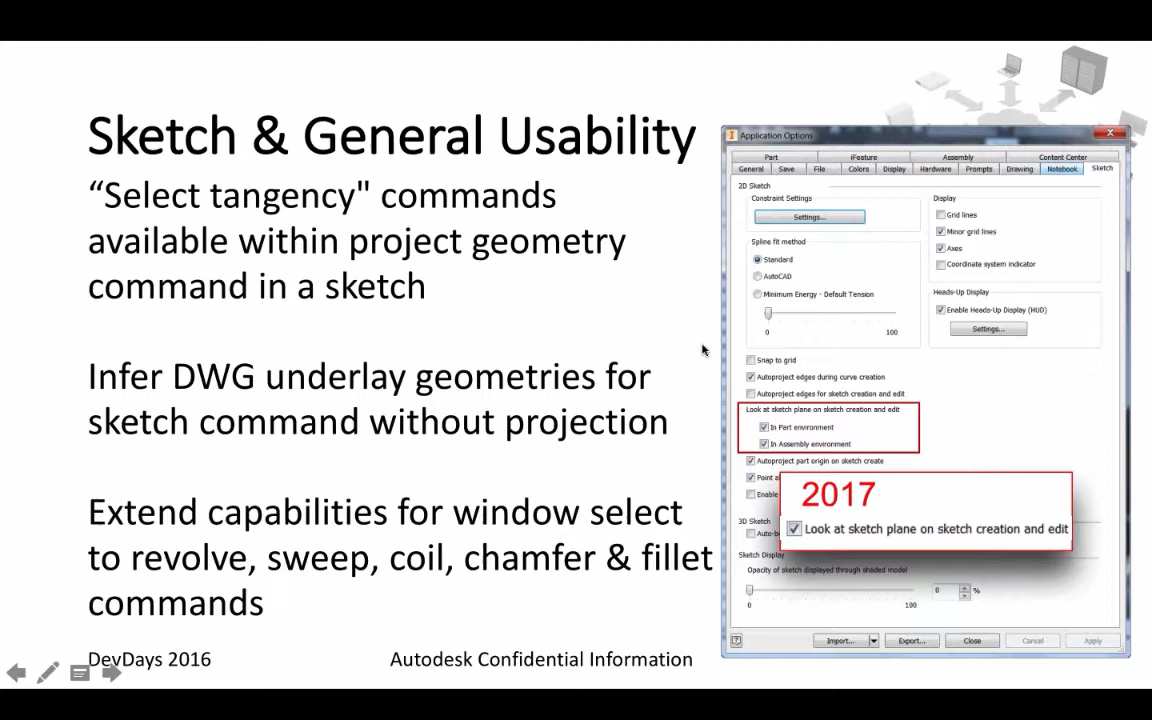 Sketch & General Usability
“Select tangency" commands
available within project geometry
command in a sketch
Infer DWG underlay geometries for
sketch command without projection
Extend capabilities for window select
to revolve, sweep, coil, chamfer & fillet
commands
DevDays 2016
Autodesk Confidential Information
Application Options
Part iFeature Assembly Content Center
General Save File Colors Display Hardware Prompts Drawing Notebook Sketch
2D Sketch
Constraint Settings
Settings...
Spline fit method
Standard
AutoCAD
Minimum Energy - Default Tension
0 100
Display
Grid lines
Minor grid lines
Axes
Coordinate system indicator
Heads-Up Display
Enable Heads-Up Display (HUD)
Settings...
Snap to grid
Autoproject edges during curve creation
Autoproject edges for sketch creation and edit
Look at sketch plane on sketch creation and edit
In Part environment
In Assembly environment
Autoproject part origin on sketch create
Point a
Enable
2017
Look at sketch plane on sketch creation and edit
3D Sketch
Auto-b
Sketch Display
Opacity of sketch displayed through shaded model
0 %
0 100
Import... Export... Close Cancel Apply